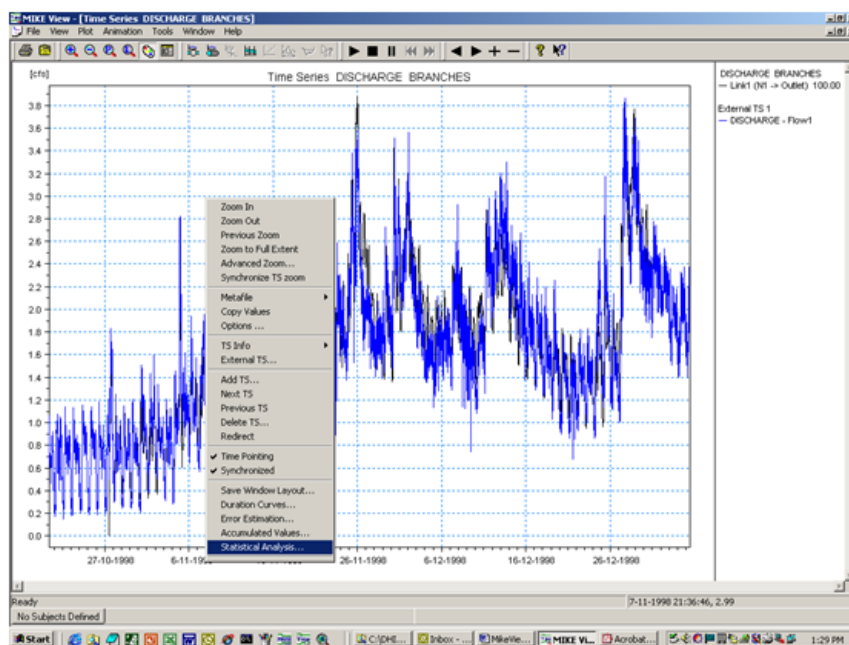 MIKE View - [Time Series DISCHARGE BRANCHES]
File View Plot Animation Tools Window Help
[cfs]
Time Series DISCHARGE BRANCHES
DISCHARGE BRANCHES
Link1 (N1 -> Outlet) 100.00
External TS 1
DISCHARGE - Flow1
3.8
3.6
3.4
3.2
3.0
2.8
2.6
2.4
2.2
2.0
1.8
1.6
1.4
1.2
1.0
0.8
0.6
0.4
0.2
0.0
Zoom In
Zoom Out
Previous Zoom
Zoom to Full Extent
Advanced Zoom...
Synchronize TS zoom
Metafile
Copy Values
Options ...
TS Info
External TS...
Add TS...
Next TS
Previous TS
Delete TS...
Redirect
Time Pointing
Synchronized
Save Window Layout...
Duration Curves...
Error Estimation...
Accumulated Values...
Statistical Analysis...
27-10-1998 6-11-1998 26-11-1998 6-12-1998 16-12-1998 26-12-1998
Ready 7-11-1998 21:36:46, 2.99
No Subjects Defined
Start C:\DHI... Inbox - ... MikeVie... MIKE Vi... Acrobat... 1:29 PM